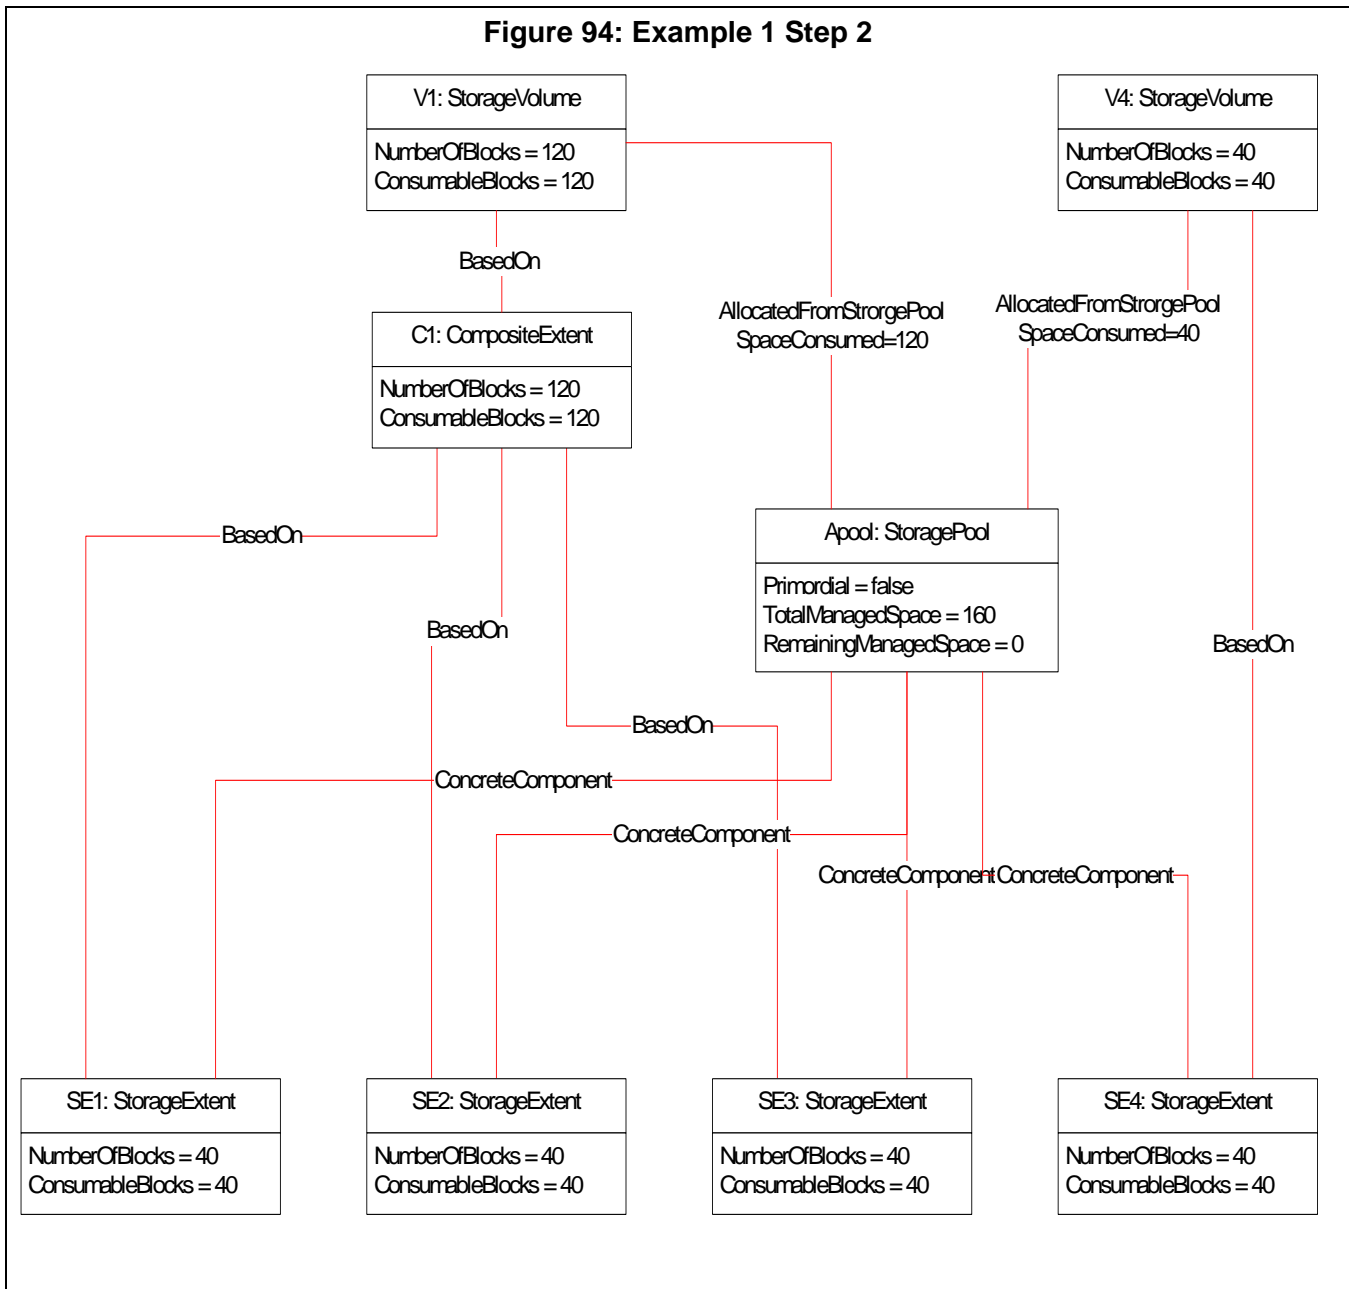 Figure 94: Example 1 Step 2
V1: StorageVolume
NumberOfBlocks = 120
ConsumableBlocks = 120
V4: StorageVolume
NumberOfBlocks = 40
ConsumableBlocks = 40
BasedOn
AllocatedFromStrorgePool
SpaceConsumed=120
AllocatedFromStrorgePool
SpaceConsumed=40
C1: CompositeExtent
NumberOfBlocks = 120
ConsumableBlocks = 120
BasedOn
Apool: StoragePool
Primordial = false
TotalManagedSpace = 160
RemainingManagedSpace = 0
BasedOn
BasedOn
BasedOn
ConcreteComponent
ConcreteComponent
ConcreteComponent
ConcreteComponent
SE1: StorageExtent
NumberOfBlocks = 40
ConsumableBlocks = 40
SE2: StorageExtent
NumberOfBlocks = 40
ConsumableBlocks = 40
SE3: StorageExtent
NumberOfBlocks = 40
ConsumableBlocks = 40
SE4: StorageExtent
NumberOfBlocks = 40
ConsumableBlocks = 40